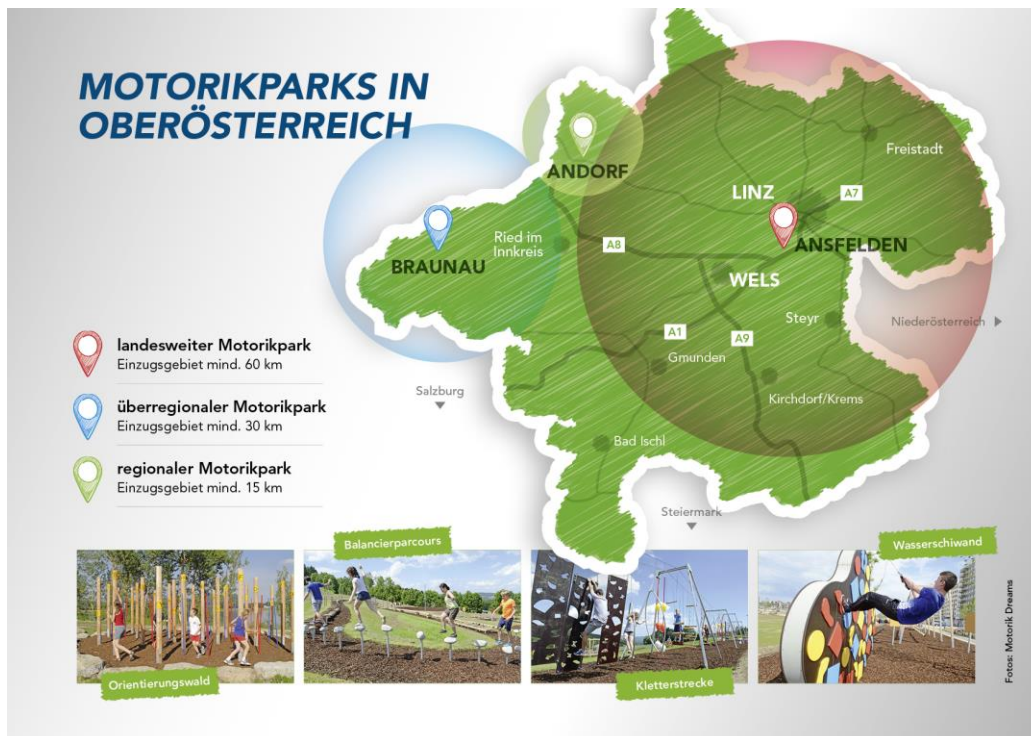 MOTORIKPARKS IN
OBERÖSTERREICH
Freistadt
ANDORF
LINZ
A7
Ried im
Innkreis
A8
ANSFELDEN
BRAUNAU
WELS
Steyr
Niederösterreich
A1
A9
Gmunden
Salzburg
Kirchdorf/Krems
Bad Ischl
Steiermark
landesweiter Motorikpark
Einzugsgebiet mind. 60 km
überregionaler Motorikpark
Einzugsgebiet mind. 30 km
regionaler Motorikpark
Einzugsgebiet mind. 15 km
Balancierparcours
Wasserschiwand
Orientierungswald
Kletterstrecke
Fotos: Motorik Dreams